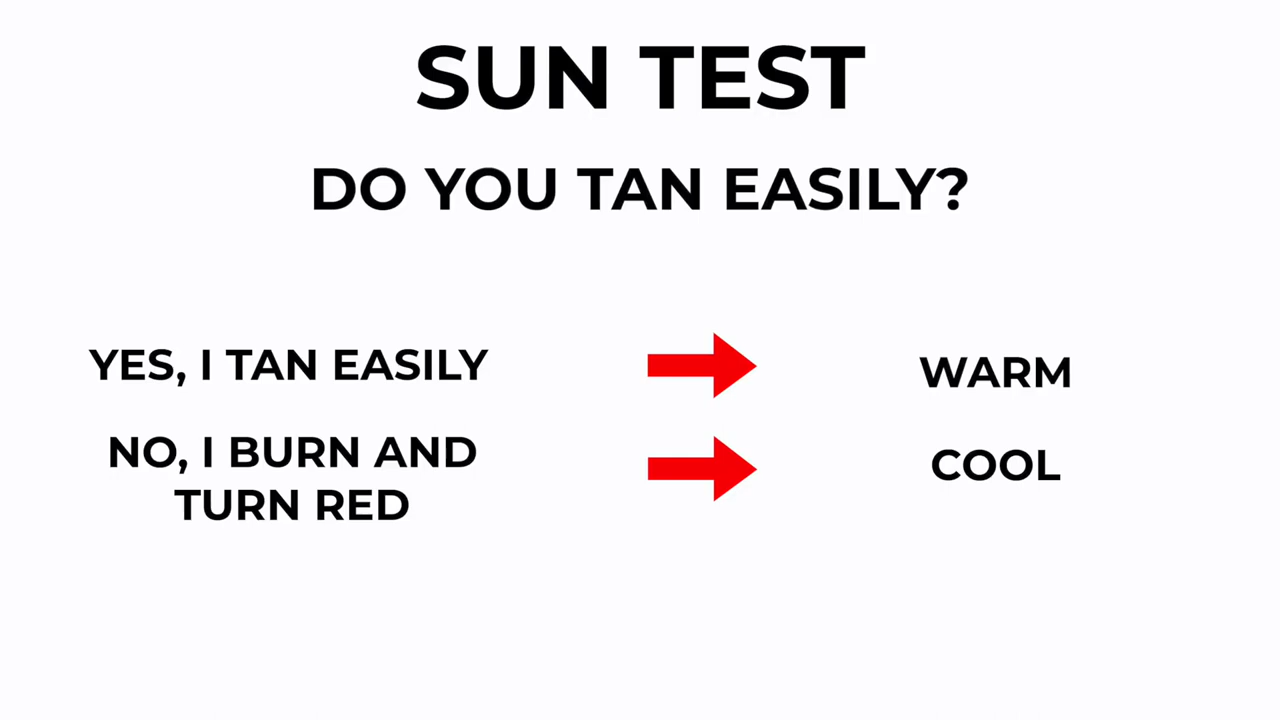 SUN TEST
DO YOU TAN EASILY?
YES, I TAN EASILY
WARM
NO, I BURN AND
TURN RED
COOL